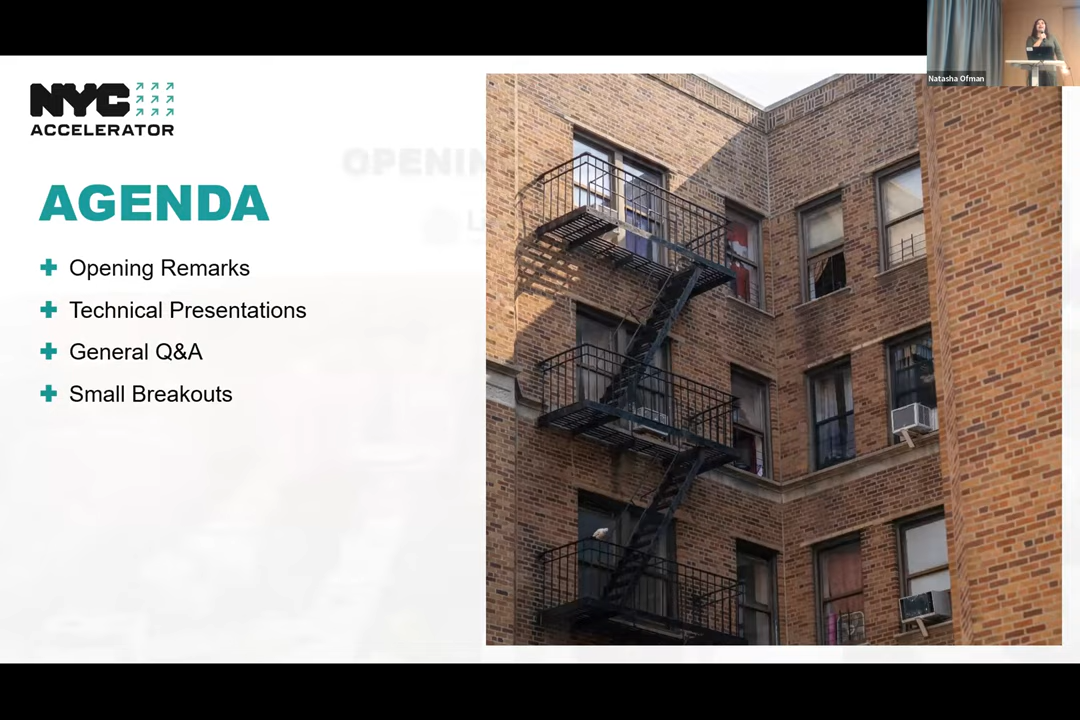 Natasha Ofman
NYC
ACCELERATOR
AGENDA
Opening Remarks
Technical Presentations
General Q&A
Small Breakouts